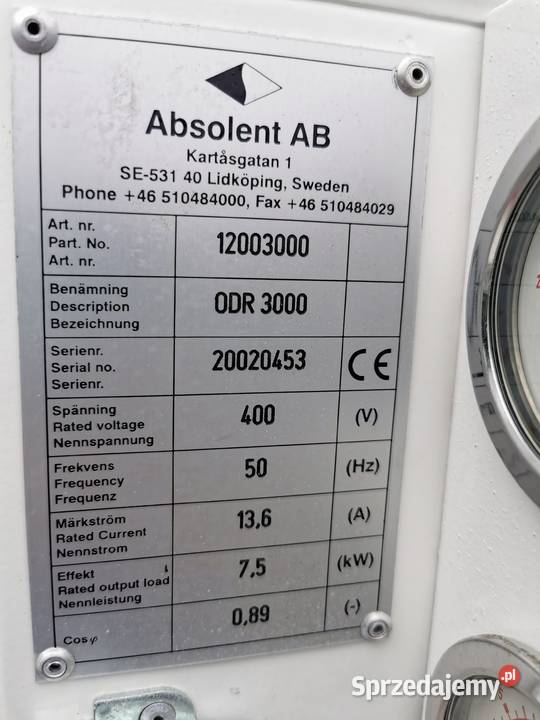 Absolent AB
Kartåsgatan 1
SE-531 40 Lidköping, Sweden
Phone +46 510484000, Fax +46 510484029
Art. nr.
Part. No.
Art. nr.
12003000
Benämning
Description
Bezeichnung
ODR 3000
Serienr.
Serial no.
Serienr.
20020453
CE
Spänning
Rated voltage
Nennspannung
400
(V)
Frekvens
Frequency
Frequenz
50
(Hz)
Märkström
Rated Current
Nennstrom
13,6
(A)
Effekt
Rated output load
Nennleistung
7,5
(kW)
Cosφ
0,89
(-)
Sprzedajemy.pl